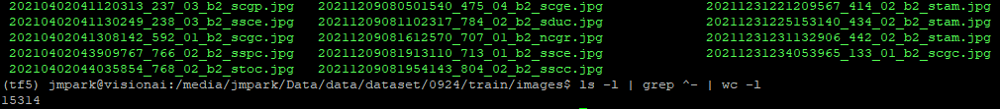 20210402041120313_237_03_b2_scgp.jpg 20211209080501540_475_04_b2_scge.jpg 20211231221209567_414_02_b2_stam.jpg
20210402041130249_238_03_b2_ssce.jpg 20211209081102317_784_02_b2_sduc.jpg 20211231225153140_434_02_b2_stam.jpg
20210402041308142_592_01_b2_scgc.jpg 20211209081612570_707_01_b2_ncgr.jpg 20211231231132906_442_02_b2_stam.jpg
20210402043909767_766_02_b2_sspc.jpg 20211209081913110_713_01_b2_ssce.jpg 20211231234053965_133_01_b2_scgc.jpg
20210402044035854_768_02_b2_stoc.jpg 20211209081954143_804_02_b2_sscc.jpg
(tf5) jmpark@visionai:/media/jmpark/Data/data/dataset/0924/train/images$ ls -l | grep ^- | wc -l
15314